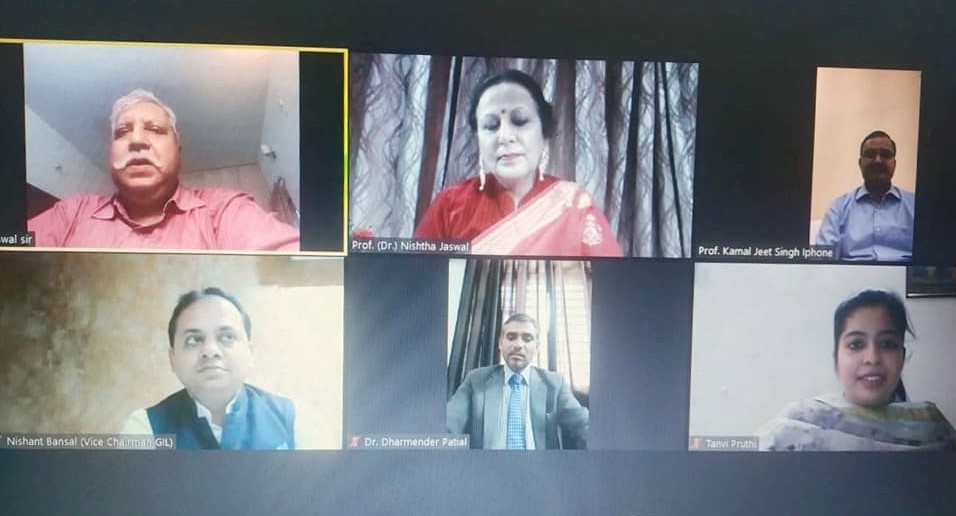 wal sir
Prof. (Dr.) Nishtha Jaswal
Prof. Kamal Jeet Singh Iphone
Nishant Bansal (Vice Chairman GIL)
Dr. Dharmender Patial
Tanvi Pruthi